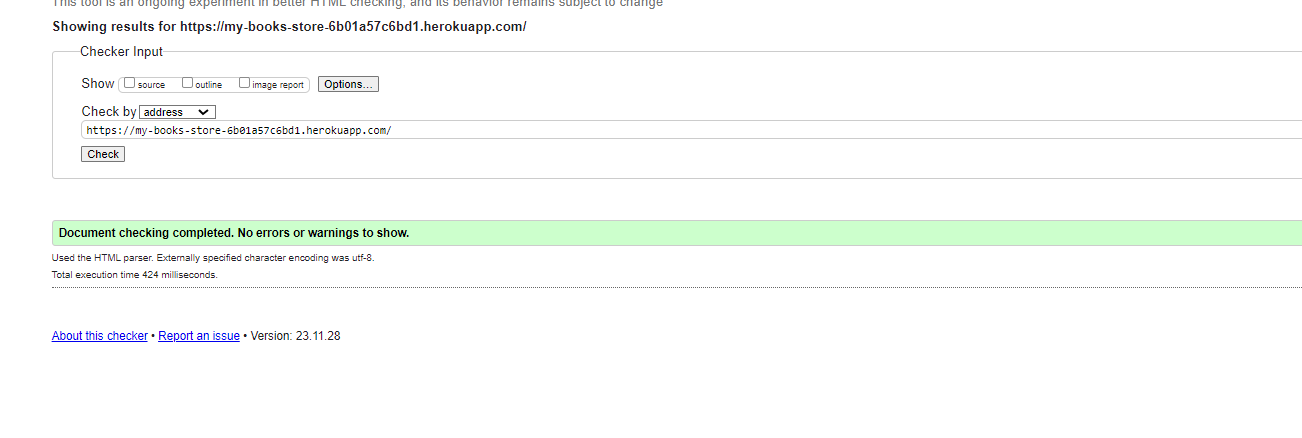 This tool is an ongoing experiment in better HTML checking, and its behavior remains subject to change
Showing results for https://my-books-store-6b01a57c6bd1.herokuapp.com/
Checker Input
Show source outline image report Options...
Check by address
https://my-books-store-6b01a57c6bd1.herokuapp.com/
Check
Document checking completed. No errors or warnings to show.
Used the HTML parser. Externally specified character encoding was utf-8.
Total execution time 424 milliseconds.
About this checker • Report an issue • Version: 23.11.28